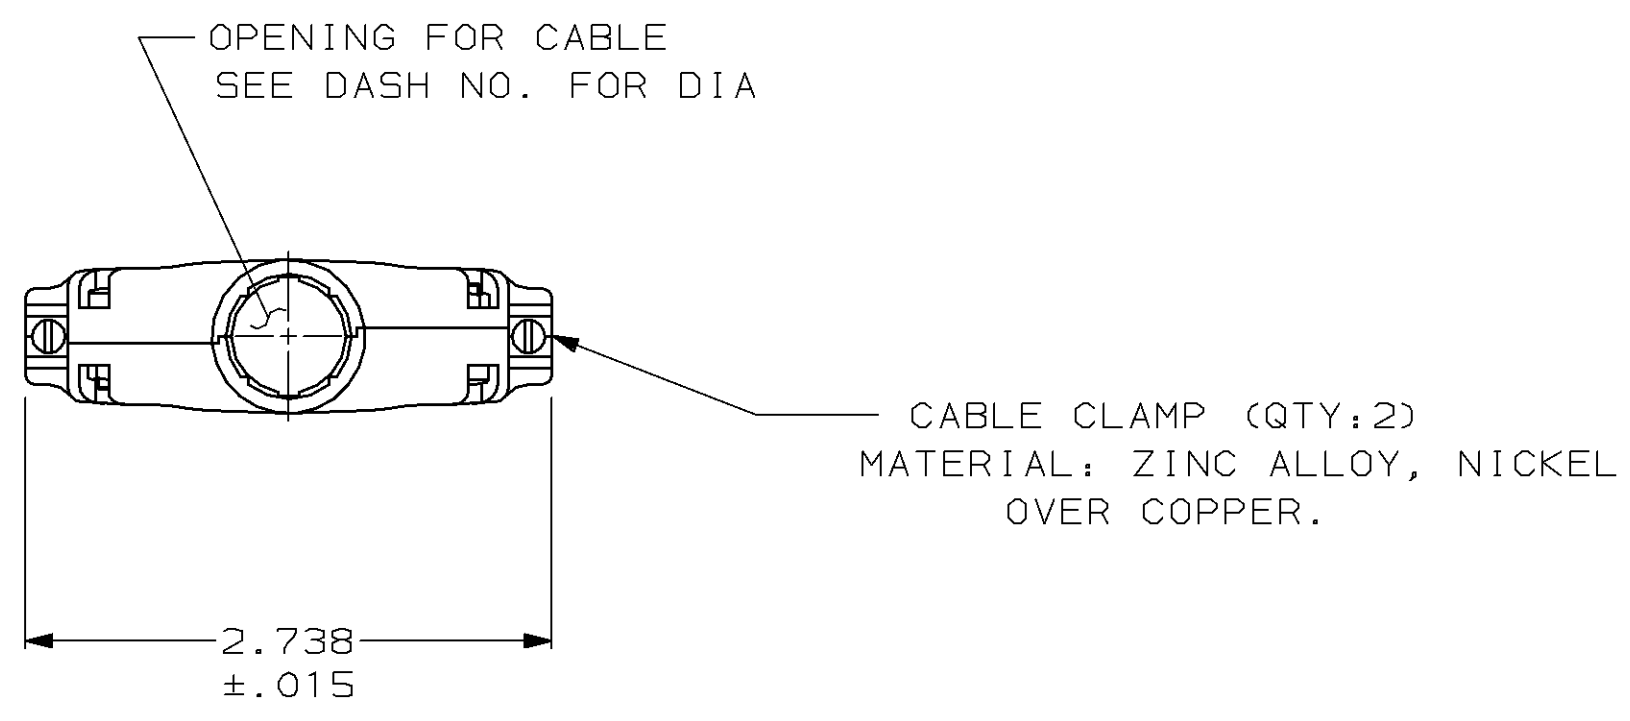 OPENING FOR CABLE
SEE DASH NO. FOR DIA
CABLE CLAMP (QTY:2)
MATERIAL: ZINC ALLOY, NICKEL
OVER COPPER.
2.738
±.015